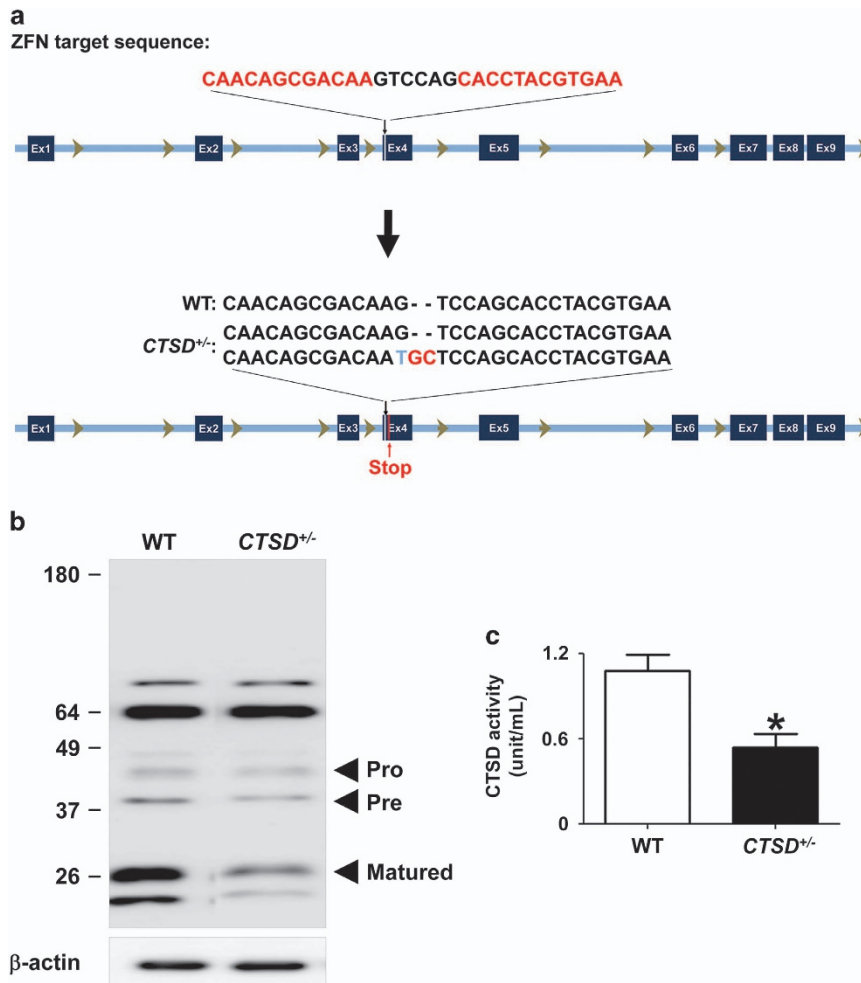 a
ZFN target sequence:
CAACAGCGACAAGTCCAGCACCTACGTGAA
Ex1 Ex2 Ex3 Ex4 Ex5 Ex6 Ex7 Ex8 Ex9
WT: CAACAGCGACAAG- -TCCAGCACCTACGTGAA
CAACAGCGACAAG- -TCCAGCACCTACGTGAA
CTSD+/-:
CAACAGCGACAATGCTCCAGCACCTACGTGAA
Ex1 Ex2 Ex3 Ex4 Ex5 Ex6 Ex7 Ex8 Ex9
Stop
b
WT CTSD+/-
180 –
64 –
49 –
Pro
Pre
37 –
26 –
Matured
β-actin
c
CTSD activity
(unit/mL)
1.2
0.6
0
*
WT CTSD+/-